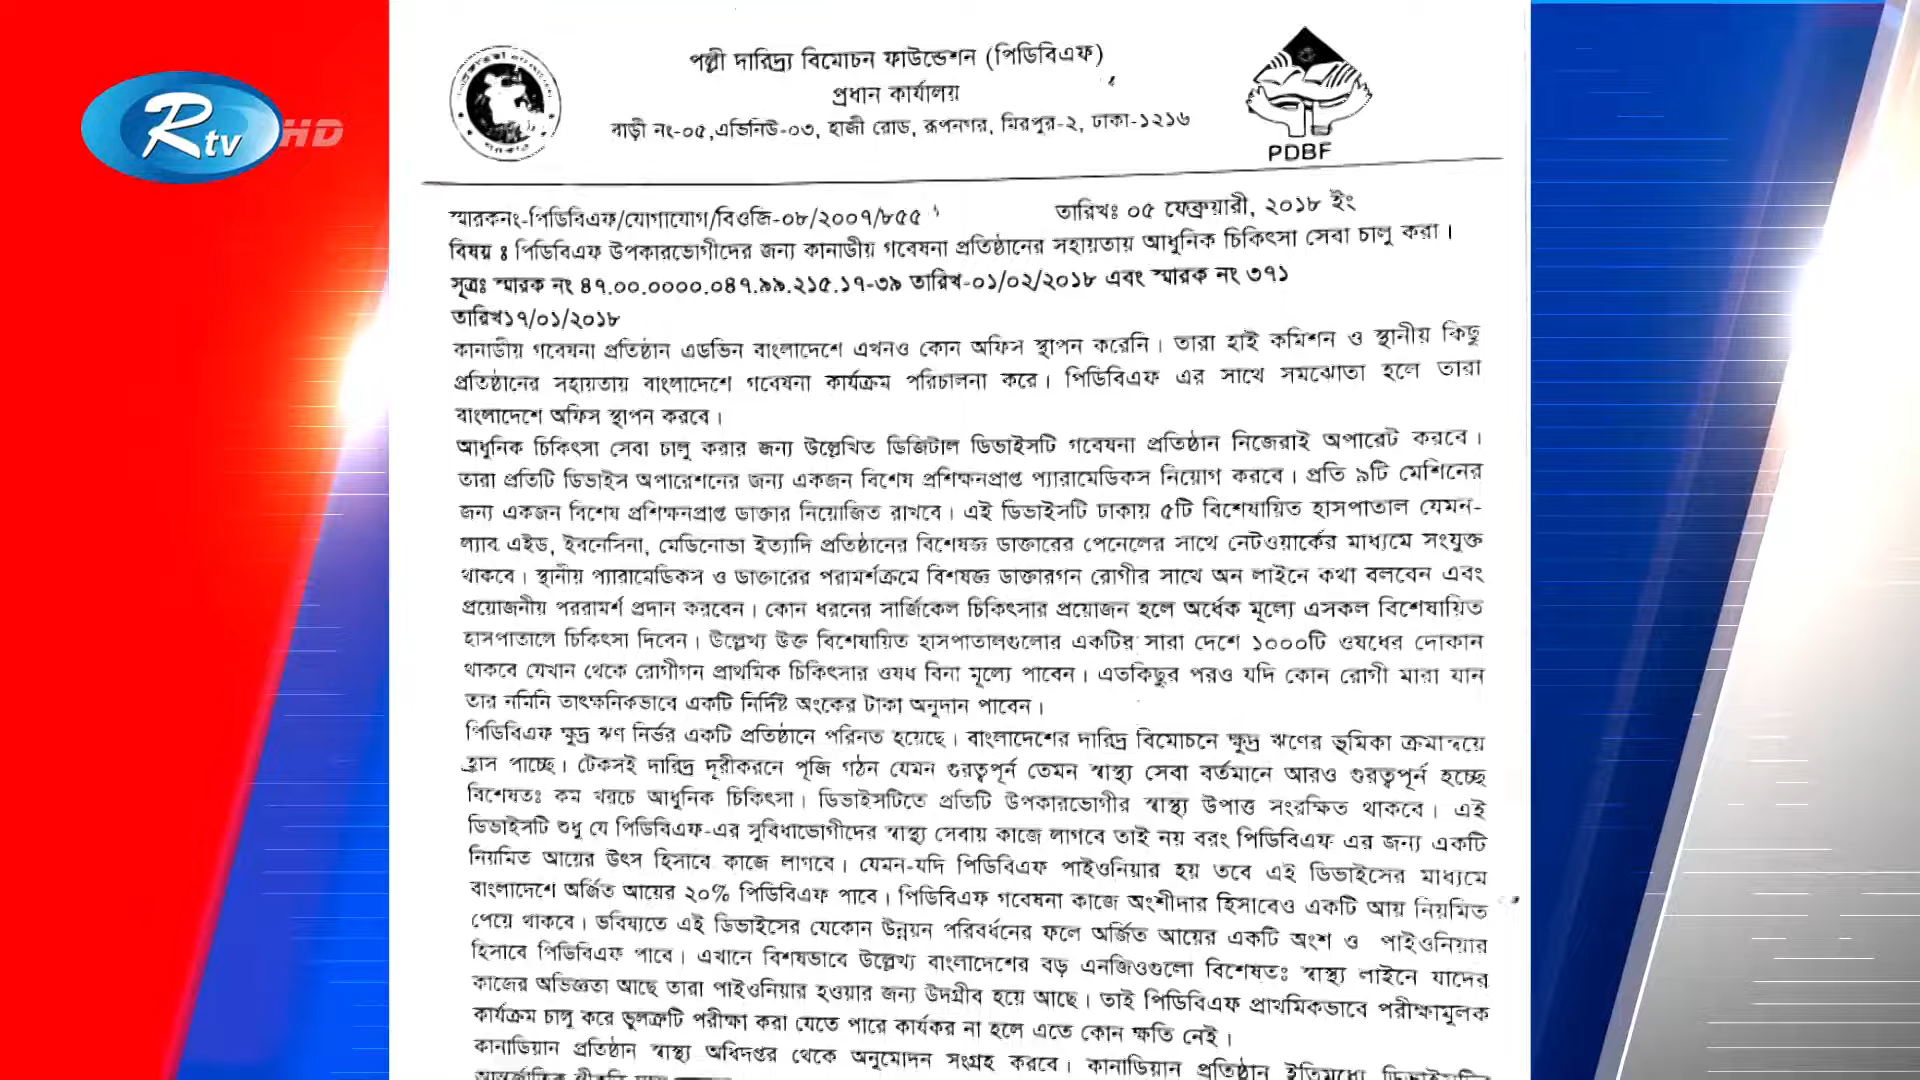 Rtv HD
পল্লী দারিদ্র্য বিমোচন ফাউন্ডেশন (পিডিবিএফ)
প্রধান কার্যালয়
বাড়ী নং-০৫,এভিনিউ-০৩, হাজী রোড, রূপনগর, মিরপুর-২, ঢাকা-১২১৬
PDBF
স্মারকনং-পিডিবিএফ/যোগাযোগ/বিওজি-০৮/২০০৭/৮৫৫
তারিখঃ ০৫ ফেব্রুয়ারী, ২০১৮ ইং
বিষয় ঃ পিডিবিএফ উপকারভোগীদের জন্য কানাডীয় গবেষনা প্রতিষ্ঠানের সহায়তায় আধুনিক চিকিৎসা সেবা চালু করা।
সূত্রঃ স্মারক নং ৪৭.০০.০০০০.০৪৭.৯৯.২১৫.১৭-৩৯ তারিখ-০১/০২/২০১৮ এবং স্মারক নং ৩৭১
তারিখ১৭/০১/২০১৮
কানাডীয় গবেষনা প্রতিষ্ঠান এডভিন বাংলাদেশে এখনও কোন অফিস স্থাপন করেনি। তারা হাই কমিশন ও স্থানীয় কিছু
প্রতিষ্ঠানের সহায়তায় বাংলাদেশে গবেষনা কার্যক্রম পরিচালনা করে। পিডিবিএফ এর সাথে সমঝোতা হলে তারা
বাংলাদেশে অফিস স্থাপন করবে।
আধুনিক চিকিৎসা সেবা চালু করার জন্য উল্লেখিত ডিজিটাল ডিভাইসটি গবেষনা প্রতিষ্ঠান নিজেরাই অপারেট করবে।
তারা প্রতিটি ডিভাইস অপারেশনের জন্য একজন বিশেষ প্রশিক্ষনপ্রাপ্ত প্যারামেডিকস নিয়োগ করবে। প্রতি ৯টি মেশিনের
জন্য একজন বিশেষ প্রশিক্ষনপ্রাপ্ত ডাক্তার নিয়োজিত রাখবে। এই ডিভাইসটি ঢাকায় ৫টি বিশেষায়িত হাসপাতাল যেমন-
ল্যাব এইড, ইবনেসিনা, মেডিনোভা ইত্যাদি প্রতিষ্ঠানের বিশেষজ্ঞ ডাক্তারের পেনেলের সাথে নেটওয়ার্কের মাধ্যমে সংযুক্ত
থাকবে। স্থানীয় প্যারামেডিকস ও ডাক্তারের পরামর্শক্রমে বিশষজ্ঞ ডাক্তারগন রোগীর সাথে অন লাইনে কথা বলবেন এবং
প্রয়োজনীয় পররামর্শ প্রদান করবেন। কোন ধরনের সার্জিকেল চিকিৎসার প্রয়োজন হলে অর্ধেক মূল্যে এসকল বিশেষায়িত
হাসপাতালে চিকিৎসা দিবেন। উল্লেখ্য উক্ত বিশেষায়িত হাসপাতালগুলোর একটির সারা দেশে ১০০০টি ওষধের দোকান
থাকবে যেখান থেকে রোগীগন প্রাথমিক চিকিৎসার ওষধ বিনা মূল্যে পাবেন। এতকিছুর পরও যদি কোন রোগী মারা যান
তার নমিনি তাৎক্ষনিকভাবে একটি নির্দিষ্ট অংকের টাকা অনুদান পাবেন।
পিডিবিএফ ক্ষুদ্র ঋণ নির্ভর একটি প্রতিষ্ঠানে পরিনত হয়েছে। বাংলাদেশের দারিদ্র বিমোচনে ক্ষুদ্র ঋণের ভূমিকা ক্রমান্বয়ে
হ্রাস পাচ্ছে। টেকসই দারিদ্র দূরীকরনে পূজি গঠন যেমন গুরত্বপূর্ন তেমন স্বাস্থ্য সেবা বর্তমানে আরও গুরত্বপূর্ন হচ্ছে
বিশেষতঃ কম খরচে আধুনিক চিকিৎসা। ডিভাইসটিতে প্রতিটি উপকারভোগীর স্বাস্থ্য উপাত্ত সংরক্ষিত থাকবে। এই
ডিভাইসটি শুধু যে পিডিবিএফ-এর সুবিধাভোগীদের স্বাস্থ্য সেবায় কাজে লাগবে তাই নয় বরং পিডিবিএফ এর জন্য একটি
নিয়মিত আয়ের উৎস হিসাবে কাজে লাগবে। যেমন-যদি পিডিবিএফ পাইওনিয়ার হয় তবে এই ডিভাইসের মাধ্যমে
বাংলাদেশে অর্জিত আয়ের ২০% পিডিবিএফ পাবে। পিডিবিএফ গবেষনা কাজে অংশীদার হিসাবেও একটি আয় নিয়মিত
পেয়ে থাকবে। ভবিষ্যতে এই ডিভাইসের যেকোন উন্নয়ন পরিবর্ধনের ফলে অর্জিত আয়ের একটি অংশ ও পাইওনিয়ার
হিসাবে পিডিবিএফ পাবে। এখানে বিশষভাবে উল্লেখ্য বাংলাদেশের বড় এনজিওগুলো বিশেষতঃ স্বাস্থ্য লাইনে যাদের
কাজের অভিজ্ঞতা আছে তারা পাইওনিয়ার হওয়ার জন্য উদগ্রীব হয়ে আছে। তাই পিডিবিএফ প্রাথমিকভাবে পরীক্ষামূলক
কার্যক্রম চালু করে ভুলত্রুটি পরীক্ষা করা যেতে পারে কার্যকর না হলে এতে কোন ক্ষতি নেই।
কানাডিয়ান প্রতিষ্ঠান স্বাস্থ্য অধিদপ্তর থেকে অনুমোদন সংগ্রহ করবে। কানাডিয়ান প্রতিষ্ঠান ইতিমধ্যে ডিভাইসটির